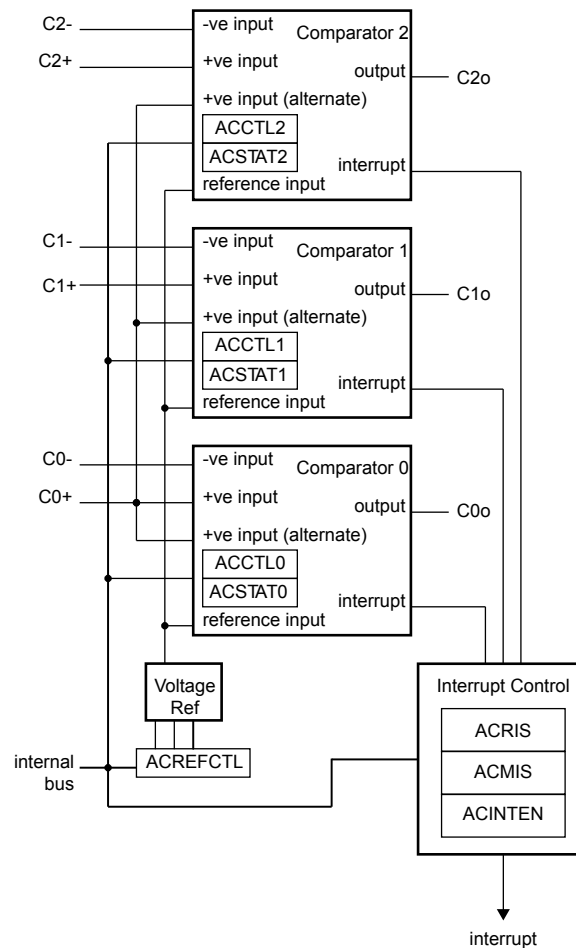 C2-
-ve input
Comparator 2
C2+
+ve input
output
C2o
+ve input (alternate)
ACCTL2
ACSTAT2
interrupt
reference input
C1-
-ve input
Comparator 1
C1+
+ve input
output
C1o
+ve input (alternate)
ACCTL1
ACSTAT1
interrupt
reference input
C0-
-ve input
Comparator 0
C0+
+ve input
output
C0o
+ve input (alternate)
ACCTL0
ACSTAT0
interrupt
reference input
Voltage
Ref
Interrupt Control
ACRIS
ACMIS
ACINTEN
internal
bus
ACREFCTL
interrupt